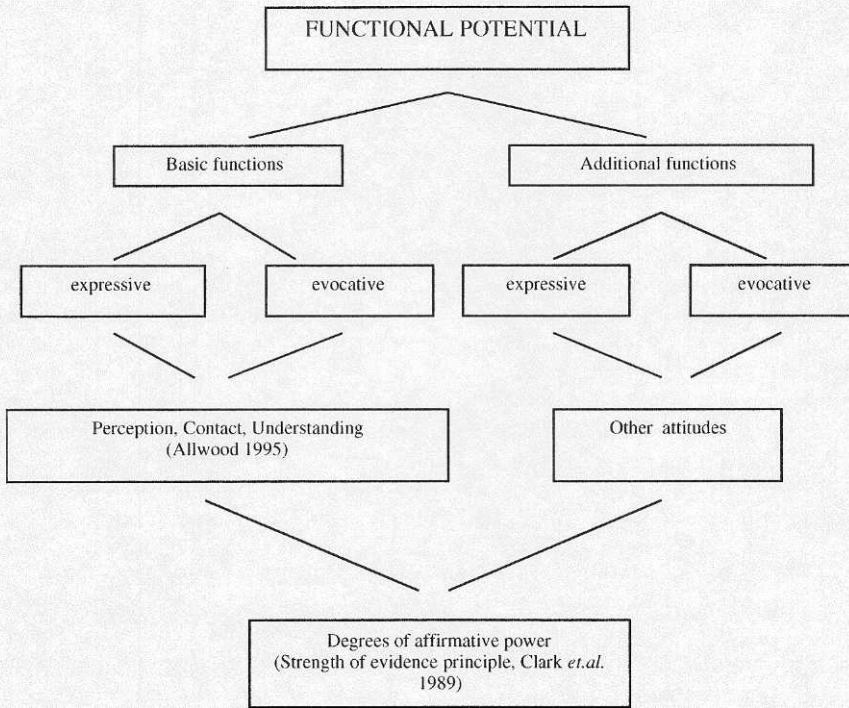 FUNCTIONAL POTENTIAL
Basic functions
Additional functions
expressive
evocative
expressive
evocative
Perception, Contact, Understanding
(Allwood 1995)
Other attitudes
Degrees of affirmative power
(Strength of evidence principle, Clark et.al.
1989)